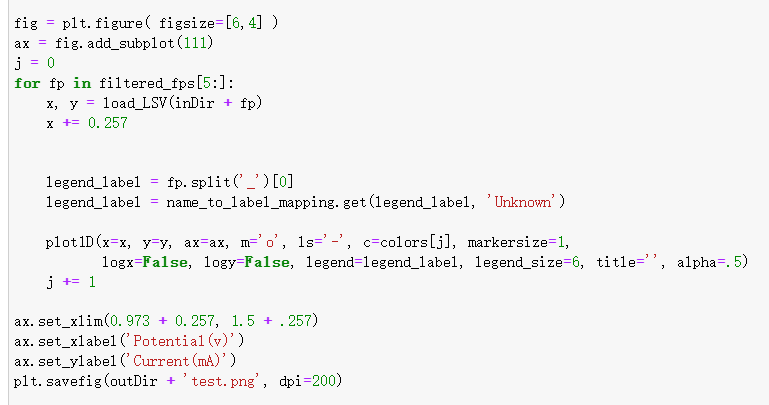 fig = plt.figure( figsize=[6,4] )
ax = fig.add_subplot(111)
j = 0
for fp in filtered_fps[5:]:
    x, y = load_LSV(inDir + fp)
    x += 0.257
    legend_label = fp.split('_')[0]
    legend_label = name_to_label_mapping.get(legend_label, 'Unknown')
    plot1D(x=x, y=y, ax=ax, m='o', ls='-', c=colors[j], markersize=1,
           logx=False, logy=False, legend=legend_label, legend_size=6, title='', alpha=.5)
    j += 1
ax.set_xlim(0.973 + 0.257, 1.5 + .257)
ax.set_xlabel('Potential(v)')
ax.set_ylabel('Current(mA)')
plt.savefig(outDir + 'test.png', dpi=200)